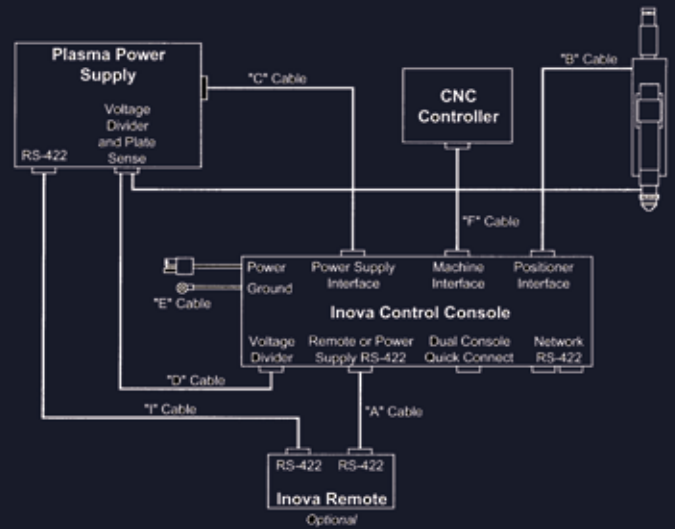 Plasma Power
Supply
Voltage
Divider
and Plate
Sense
RS-422
"C" Cable
CNC
Controller
"B" Cable
"F" Cable
Power
Ground
"E" Cable
Power Supply
Interface
Machine
Interface
Positioner
Interface
Inova Control Console
Voltage
Divider
Remote or Power
Supply RS-422
Dual Console
Quick Connect
Network
RS-422
"D" Cable
"I" Cable
"A" Cable
RS-422 RS-422
Inova Remote
Optional